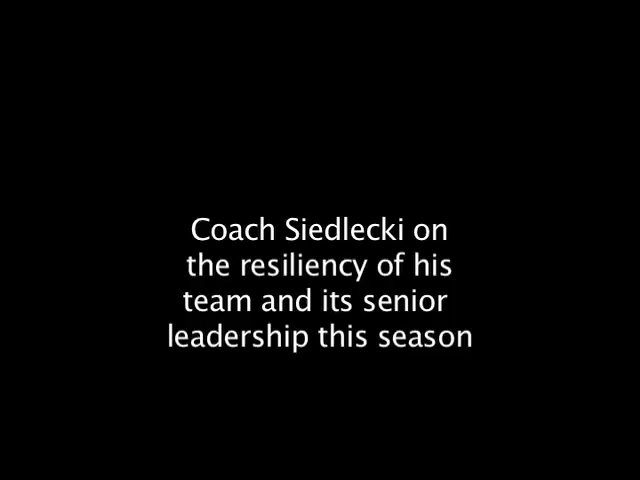 Coach Siedlecki on
the resiliency of his
team and its senior
leadership this season